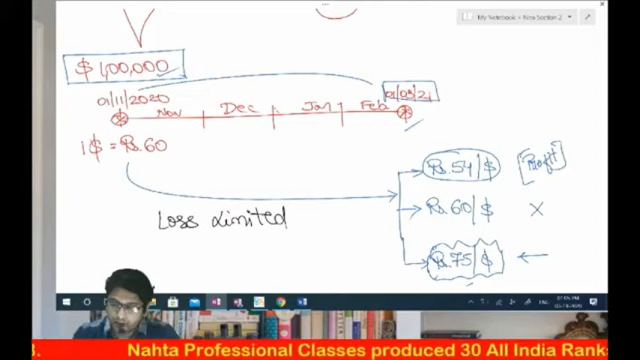 My Notebook > New Section 2
$ 1,00,000
01/11/2020
Nov Dec Jan Feb
01/03/21
1$ = Rs.60
Rs.54/$ [Profit]
Rs.60/$ X
Loss Limited
Rs.75/$
Nahta Professional Classes produced 30 All India Rank